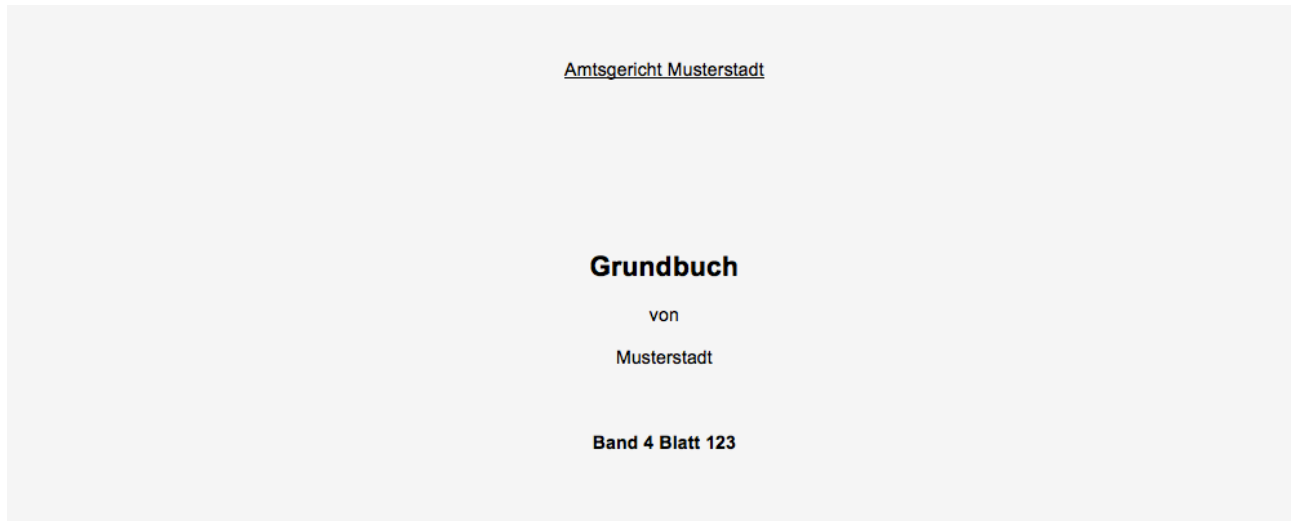 Amtsgericht Musterstadt
Grundbuch
von
Musterstadt
Band 4 Blatt 123